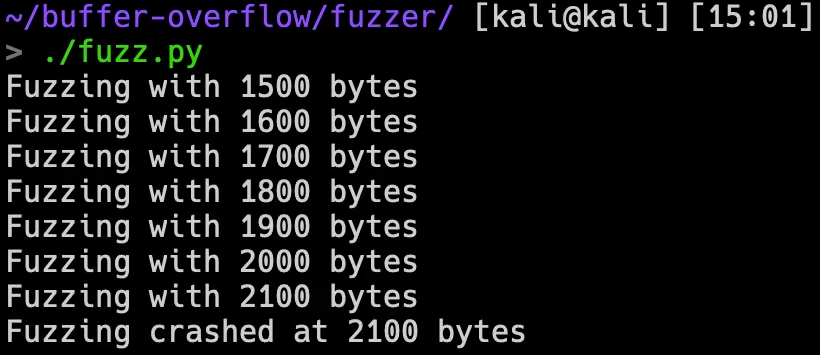 ~/buffer-overflow/fuzzer/ [kali@kali] [15:01]
> ./fuzz.py
Fuzzing with 1500 bytes
Fuzzing with 1600 bytes
Fuzzing with 1700 bytes
Fuzzing with 1800 bytes
Fuzzing with 1900 bytes
Fuzzing with 2000 bytes
Fuzzing with 2100 bytes
Fuzzing crashed at 2100 bytes